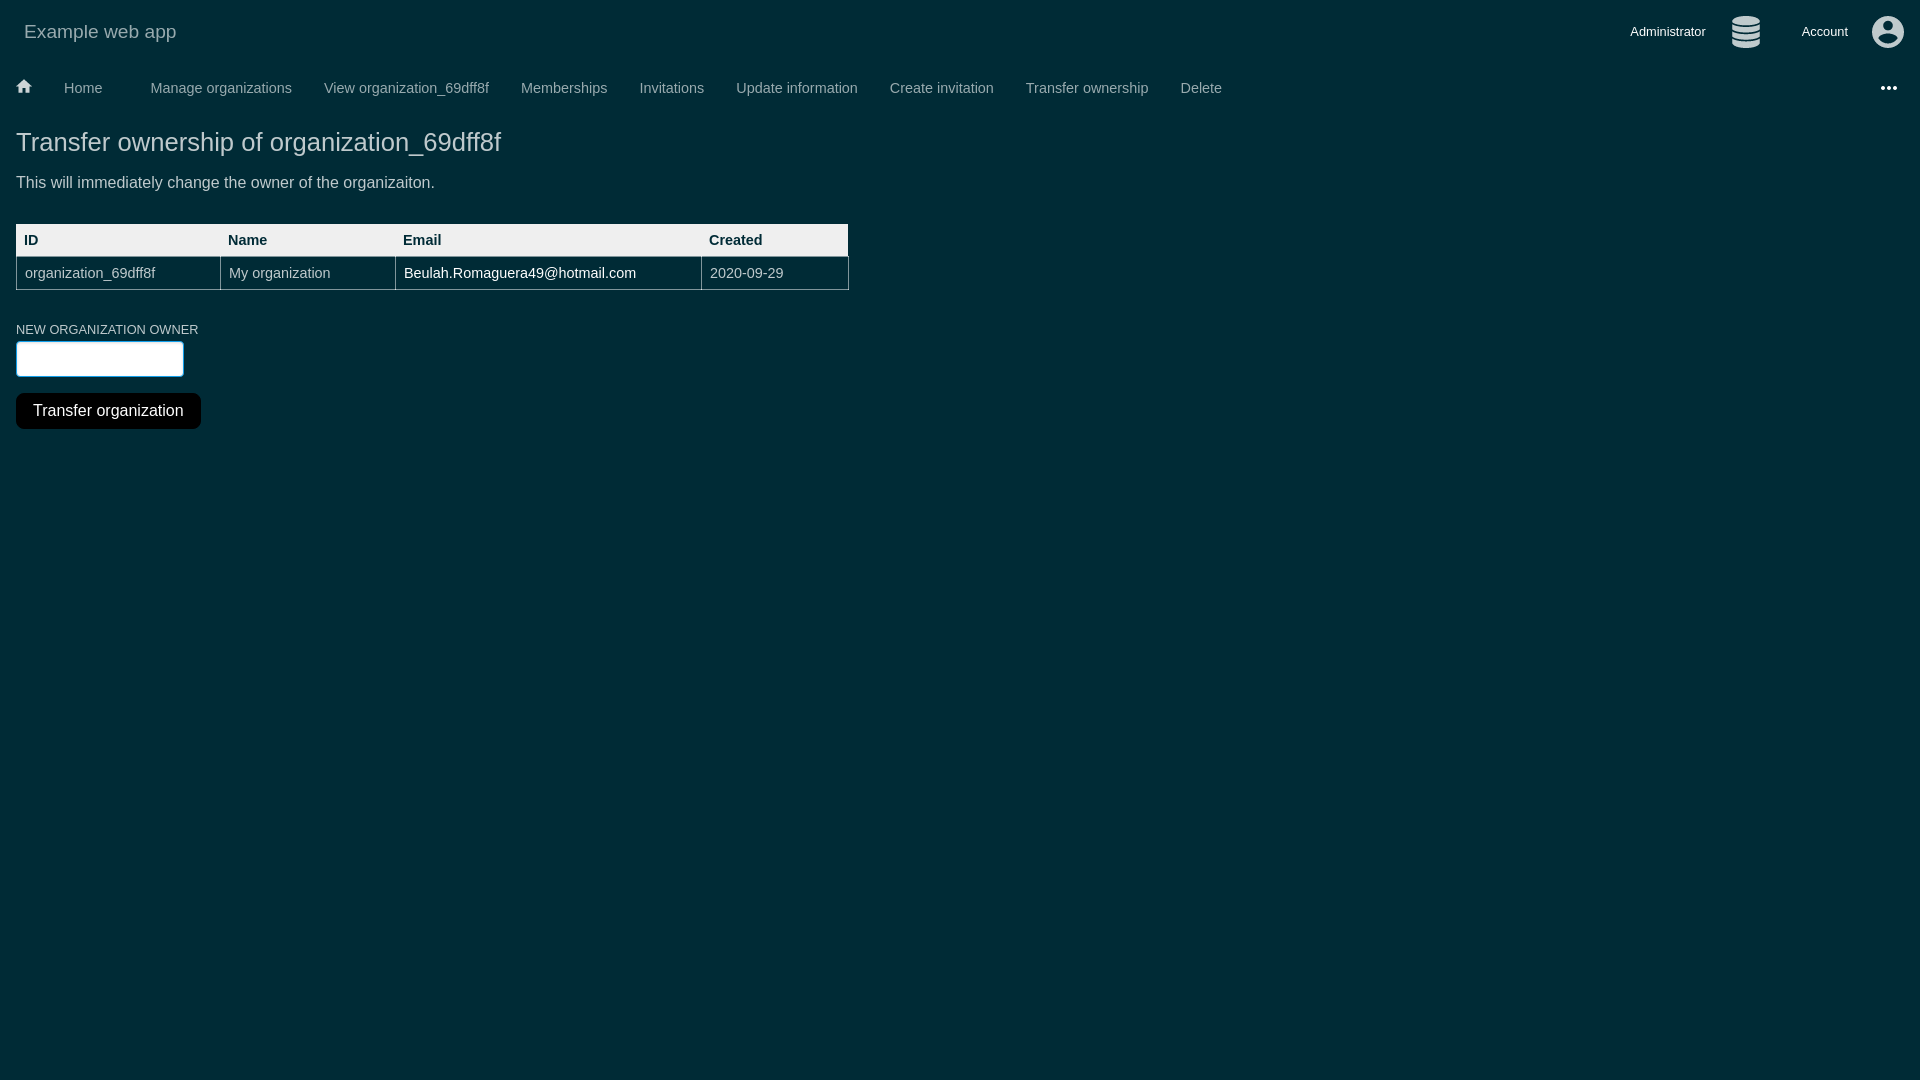 Example web app
Administrator
Account
Home
Manage organizations
View organization_69dff8f
Memberships
Invitations
Update information
Create invitation
Transfer ownership
Delete
Transfer ownership of organization_69dff8f
This will immediately change the owner of the organizaiton.
ID Name Email Created
organization_69dff8f My organization Beulah.Romaguera49@hotmail.com 2020-09-29
NEW ORGANIZATION OWNER
Transfer organization